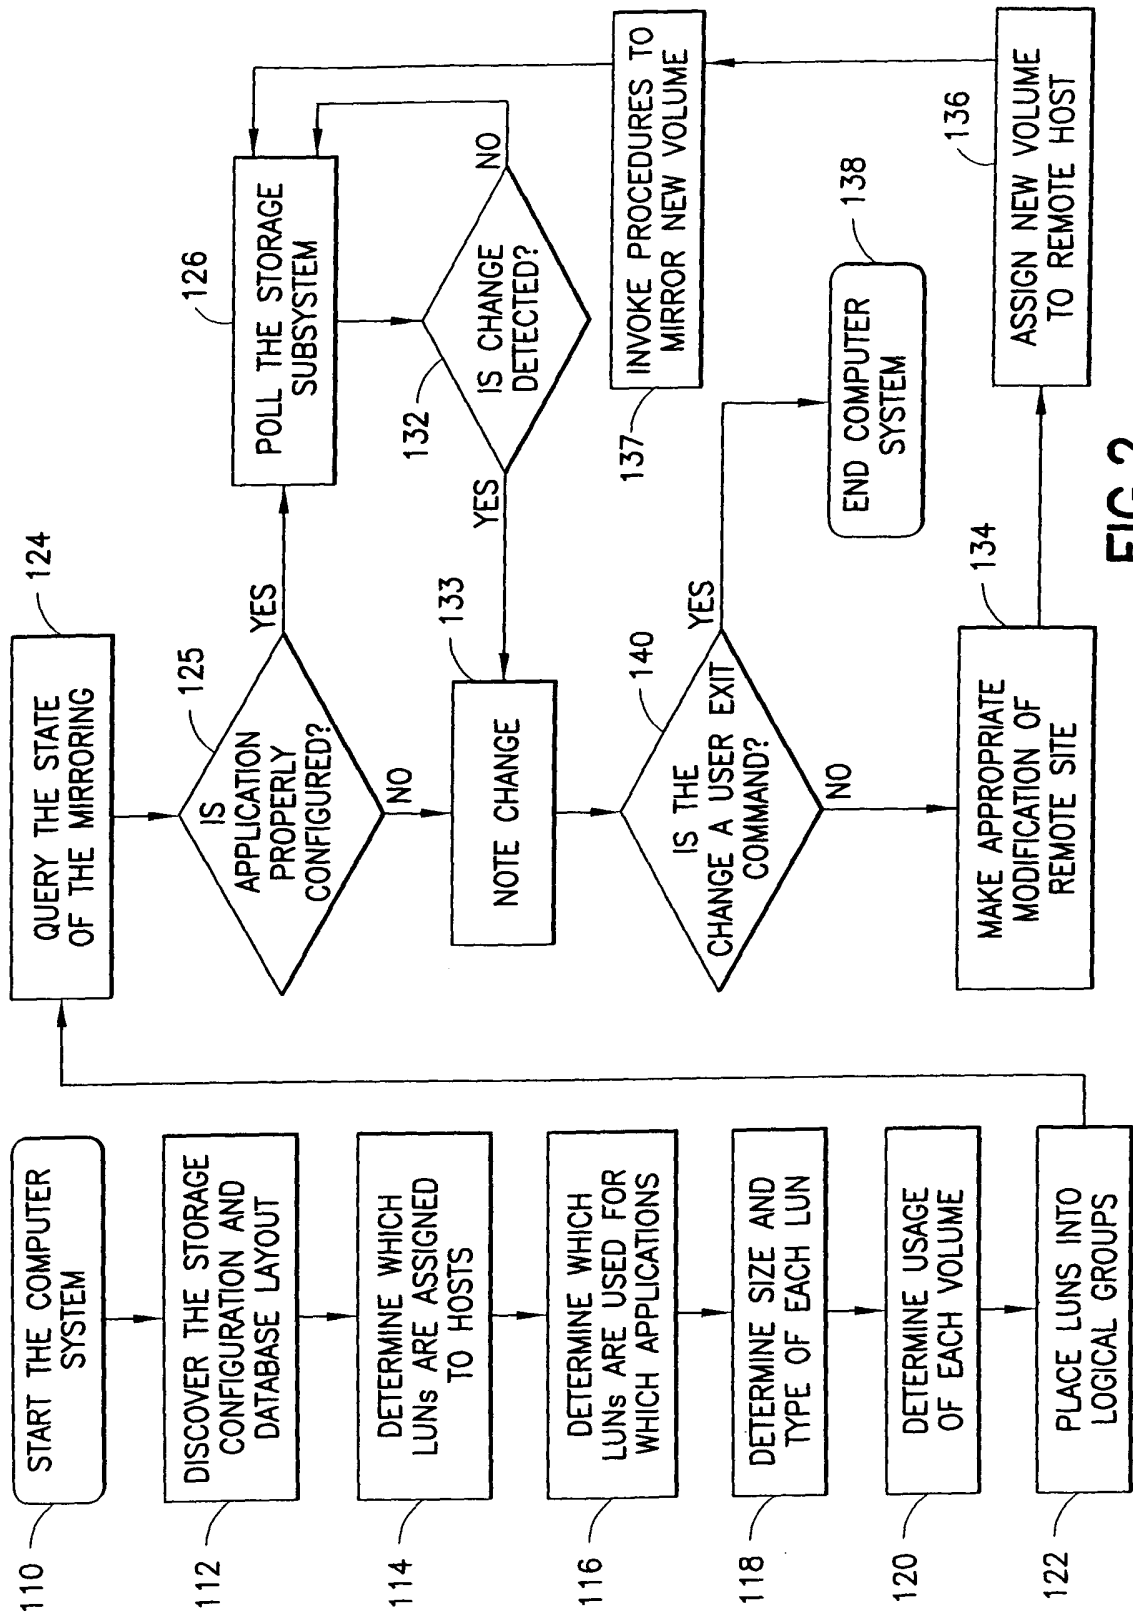 110
START THE COMPUTER
SYSTEM
112
DISCOVER THE STORAGE
CONFIGURATION AND
DATABASE LAYOUT
114
DETERMINE WHICH
LUNs ARE ASSIGNED
TO HOSTS
116
DETERMINE WHICH
LUNs ARE USED FOR
WHICH APPLICATIONS
118
DETERMINE SIZE AND
TYPE OF EACH LUN
120
DETERMINE USAGE
OF EACH VOLUME
122
PLACE LUNS INTO
LOGICAL GROUPS
124
QUERY THE STATE
OF THE MIRRORING
125
IS
APPLICATION
PROPERLY
CONFIGURED?
YES
NO
126
POLL THE STORAGE
SUBSYSTEM
132
IS CHANGE
DETECTED?
NO
YES
133
NOTE CHANGE
140
IS THE
CHANGE A USER EXIT
COMMAND?
YES
NO
138
END COMPUTER
SYSTEM
134
MAKE APPROPRIATE
MODIFICATION OF
REMOTE SITE
136
ASSIGN NEW VOLUME
TO REMOTE HOST
137
INVOKE PROCEDURES TO
MIRROR NEW VOLUME
FIG.2